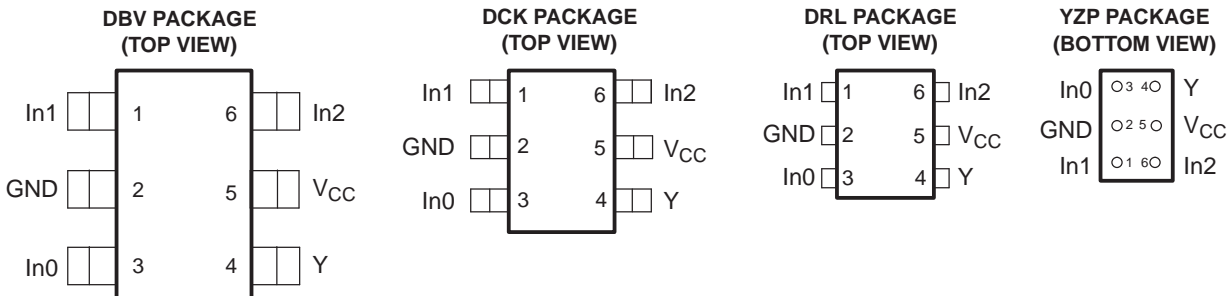 DBV PACKAGE
(TOP VIEW)
In1 1 6 In2
GND 2 5 VCC
In0 3 4 Y
DCK PACKAGE
(TOP VIEW)
In1 1 6 In2
GND 2 5 VCC
In0 3 4 Y
DRL PACKAGE
(TOP VIEW)
In1 1 6 In2
GND 2 5 VCC
In0 3 4 Y
YZP PACKAGE
(BOTTOM VIEW)
In0 3 4 Y
GND 2 5 VCC
In1 1 6 In2